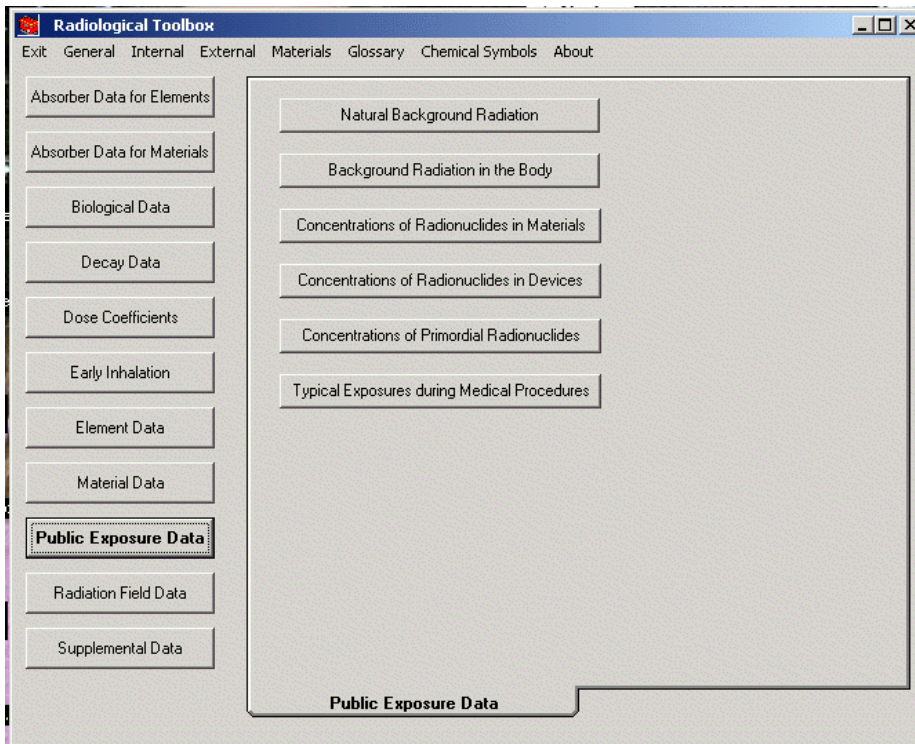 Radiological Toolbox
Exit General Internal External Materials Glossary Chemical Symbols About
Absorber Data for Elements
Absorber Data for Materials
Biological Data
Decay Data
Dose Coefficients
Early Inhalation
Element Data
Material Data
Public Exposure Data
Radiation Field Data
Supplemental Data
Natural Background Radiation
Background Radiation in the Body
Concentrations of Radionuclides in Materials
Concentrations of Radionuclides in Devices
Concentrations of Primordial Radionuclides
Typical Exposures during Medical Procedures
Public Exposure Data